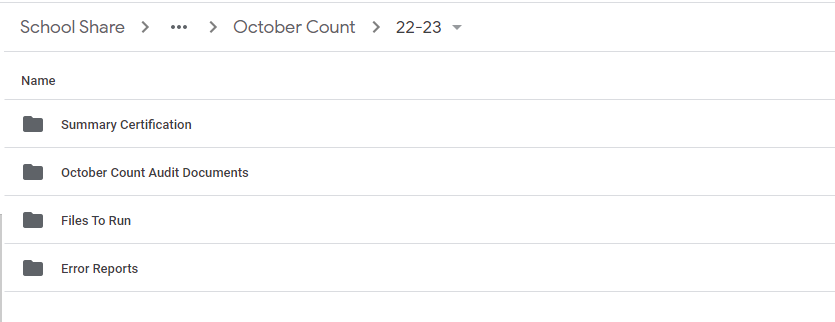 School Share > ••• > October Count > 22-23
Name
Summary Certification
October Count Audit Documents
Files To Run
Error Reports